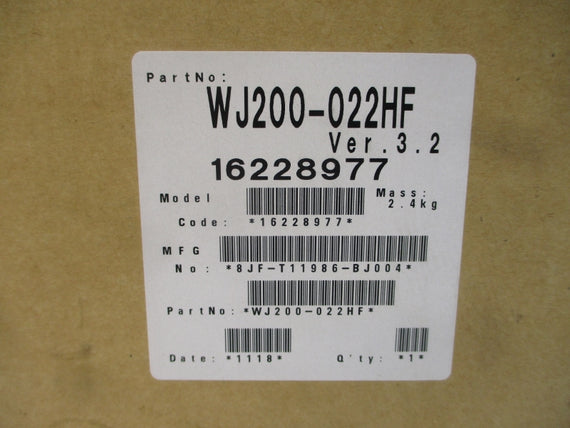 PartNo:
WJ200-022HF
Ver.3.2
16228977
Model
Mass:
2.4kg
Code: *16228977*
MFG
No: *8JF-T11986-BJ004*
PartNo: *WJ200-022HF*
Date: *1118* Q'ty: *1*